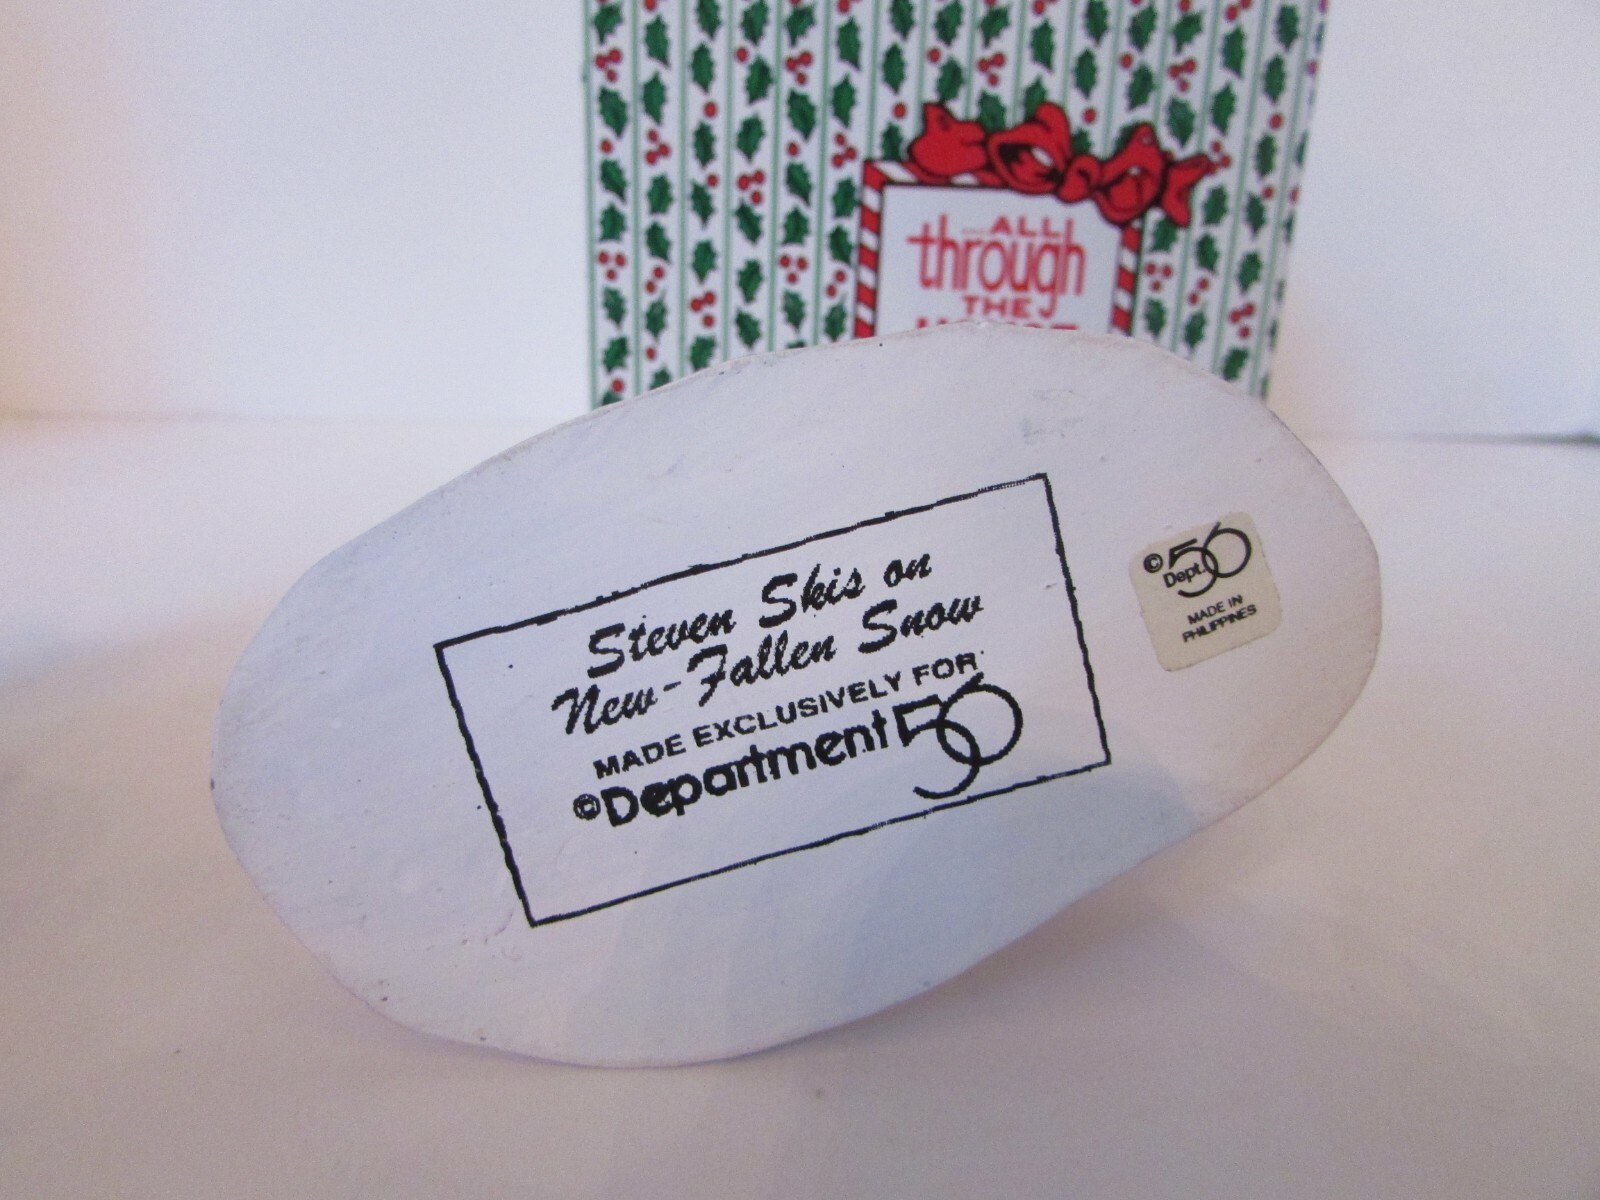 ...ALL
through
THE
Steven Skis on
New-Fallen Snow
MADE EXCLUSIVELY FOR
©Department 56
© Dept. 56
MADE IN
PHILIPPINES